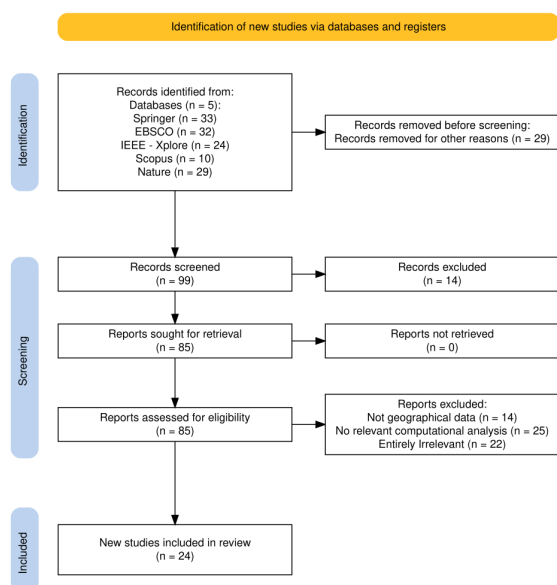 Identification of new studies via databases and registers
Identification
Records identified from:
Databases (n = 5):
Springer (n = 33)
EBSCO (n = 32)
IEEE - Xplore (n = 24)
Scopus (n = 10)
Nature (n = 29)
Records removed before screening:
Records removed for other reasons (n = 29)
Screening
Records screened
(n = 99)
Records excluded
(n = 14)
Reports sought for retrieval
(n = 85)
Reports not retrieved
(n = 0)
Reports assessed for eligibility
(n = 85)
Reports excluded:
Not geographical data (n = 14)
No relevant computational analysis (n = 25)
Entirely Irrelevant (n = 22)
Included
New studies included in review
(n = 24)